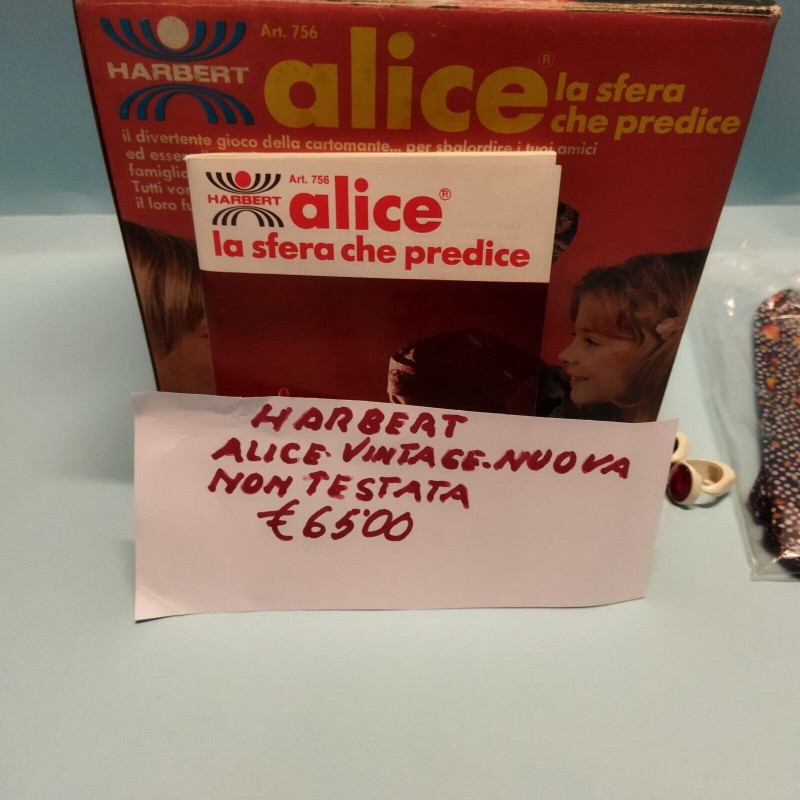 HARBERT
Art. 756
alice®
la sfera
che predice
il divertente gioco della cartomante... per sbalordire i tuoi amici
ed esser
famiglia
Tutti vor
il loro fu
HARBERT
Art. 756
alice®
la sfera che predice
HARBERT
ALICE. VINTAGE. NUOVA
NON TESTATA
€ 65'00